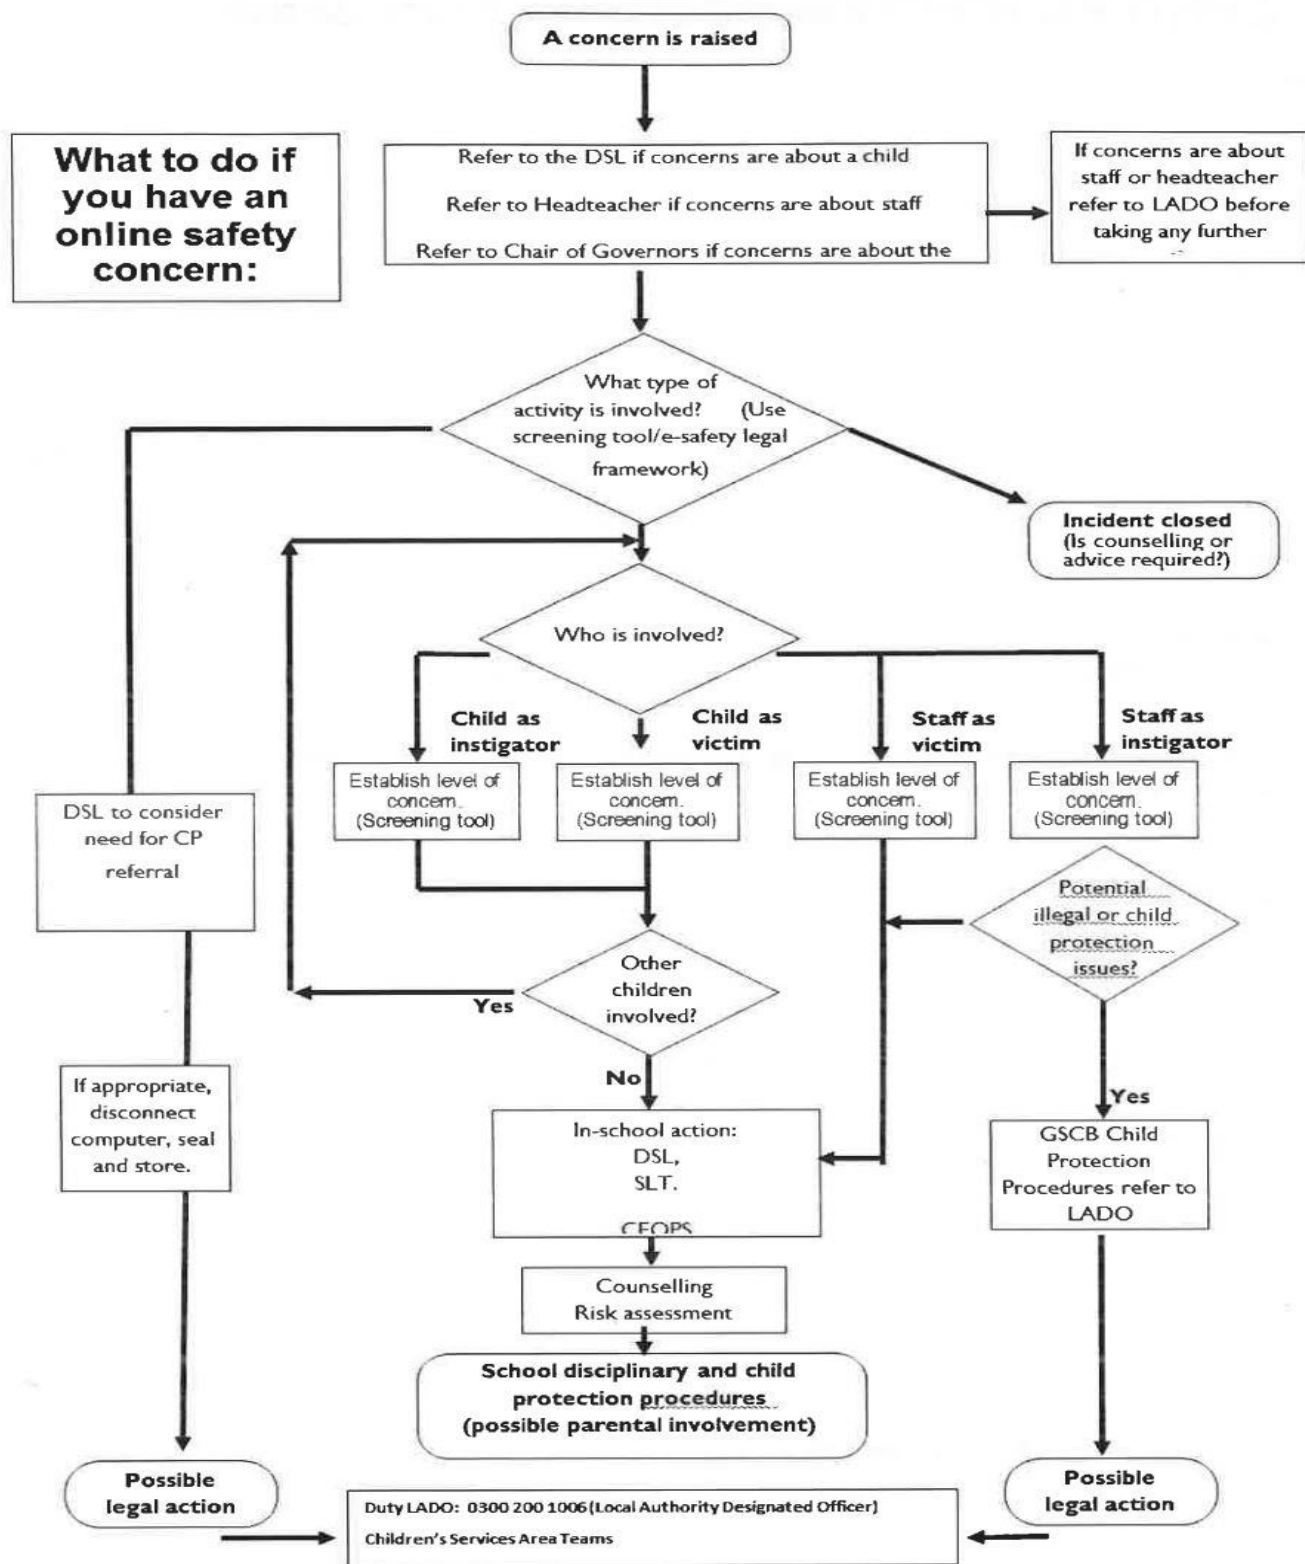 A concern is raised
What to do if
you have an
online safety
concern:
Refer to the DSL if concerns are about a child
Refer to Headteacher if concerns are about staff
Refer to Chair of Governors if concerns are about the
If concerns are about
staff or headteacher
refer to LADO before
taking any further
What type of
activity is involved? (Use
screening tool/e-safety legal
framework)
Incident closed
(Is counselling or
advice required?)
Who is involved?
Child as
instigator
Child as
victim
Staff as
victim
Staff as
instigator
Establish level of
concern.
(Screening tool)
Establish level of
concern.
(Screening tool)
Establish level of
concern.
(Screening tool)
Establish level of
concern.
(Screening tool)
DSL to consider
need for CP
referral
Potential
illegal or child
protection
issues?
Other
children
involved?
Yes
No
Yes
If appropriate,
disconnect
computer, seal
and store.
In-school action:
DSL,
SLT.
CEOPS
GSCB Child
Protection
Procedures refer to
LADO
Counselling
Risk assessment
School disciplinary and child
protection procedures
(possible parental involvement)
Possible
legal action
Possible
legal action
Duty LADO: 0300 200 1006 (Local Authority Designated Officer)
Children's Services Area Teams